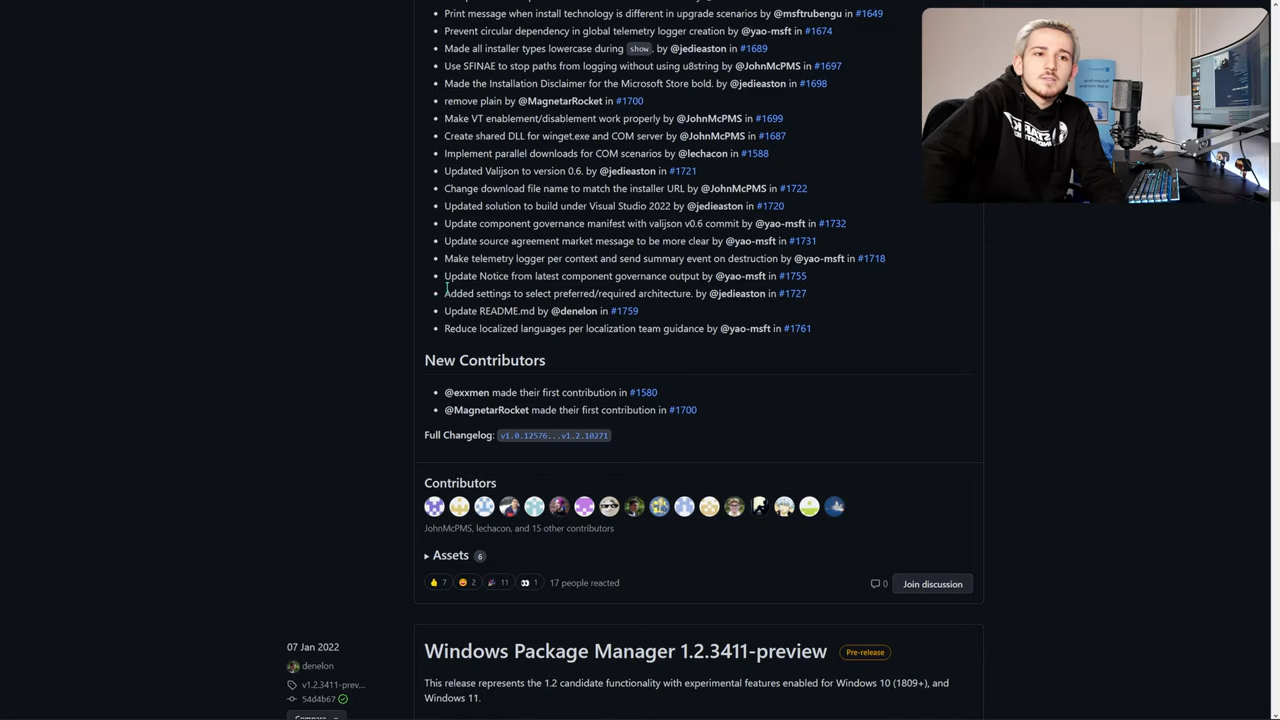 Print message when install technology is different in upgrade scenarios by @msftrubengu in #1649
Prevent circular dependency in global telemetry logger creation by @yao-msft in #1674
Made all installer types lowercase during show. by @jedieaston in #1689
Use SFINAE to stop paths from logging without using u8string by @JohnMcPMS in #1697
Made the Installation Disclaimer for the Microsoft Store bold. by @jedieaston in #1698
remove plain by @MagnetarRocket in #1700
Make VT enablement/disablement work properly by @JohnMcPMS in #1699
Create shared DLL for winget.exe and COM server by @JohnMcPMS in #1687
Implement parallel downloads for COM scenarios by @lechacon in #1588
Updated Valijson to version 0.6. by @jedieaston in #1721
Change download file name to match the installer URL by @JohnMcPMS in #1722
Updated solution to build under Visual Studio 2022 by @jedieaston in #1720
Update component governance manifest with valijson v0.6 commit by @yao-msft in #1732
Update source agreement market message to be more clear by @yao-msft in #1731
Make telemetry logger per context and send summary event on destruction by @yao-msft in #1718
Update Notice from latest component governance output by @yao-msft in #1755
Added settings to select preferred/required architecture. by @jedieaston in #1727
Update README.md by @denelon in #1759
Reduce localized languages per localization team guidance by @yao-msft in #1761
New Contributors
@exxmen made their first contribution in #1580
@MagnetarRocket made their first contribution in #1700
Full Changelog: v1.0.12576...v1.2.10271
Contributors
JohnMcPMS, lechacon, and 15 other contributors
Assets 6
7 2 11 1 17 people reacted
0 Join discussion
07 Jan 2022
denelon
v1.2.3411-prev...
54d4b67
Compare
Windows Package Manager 1.2.3411-preview Pre-release
This release represents the 1.2 candidate functionality with experimental features enabled for Windows 10 (1809+), and
Windows 11.